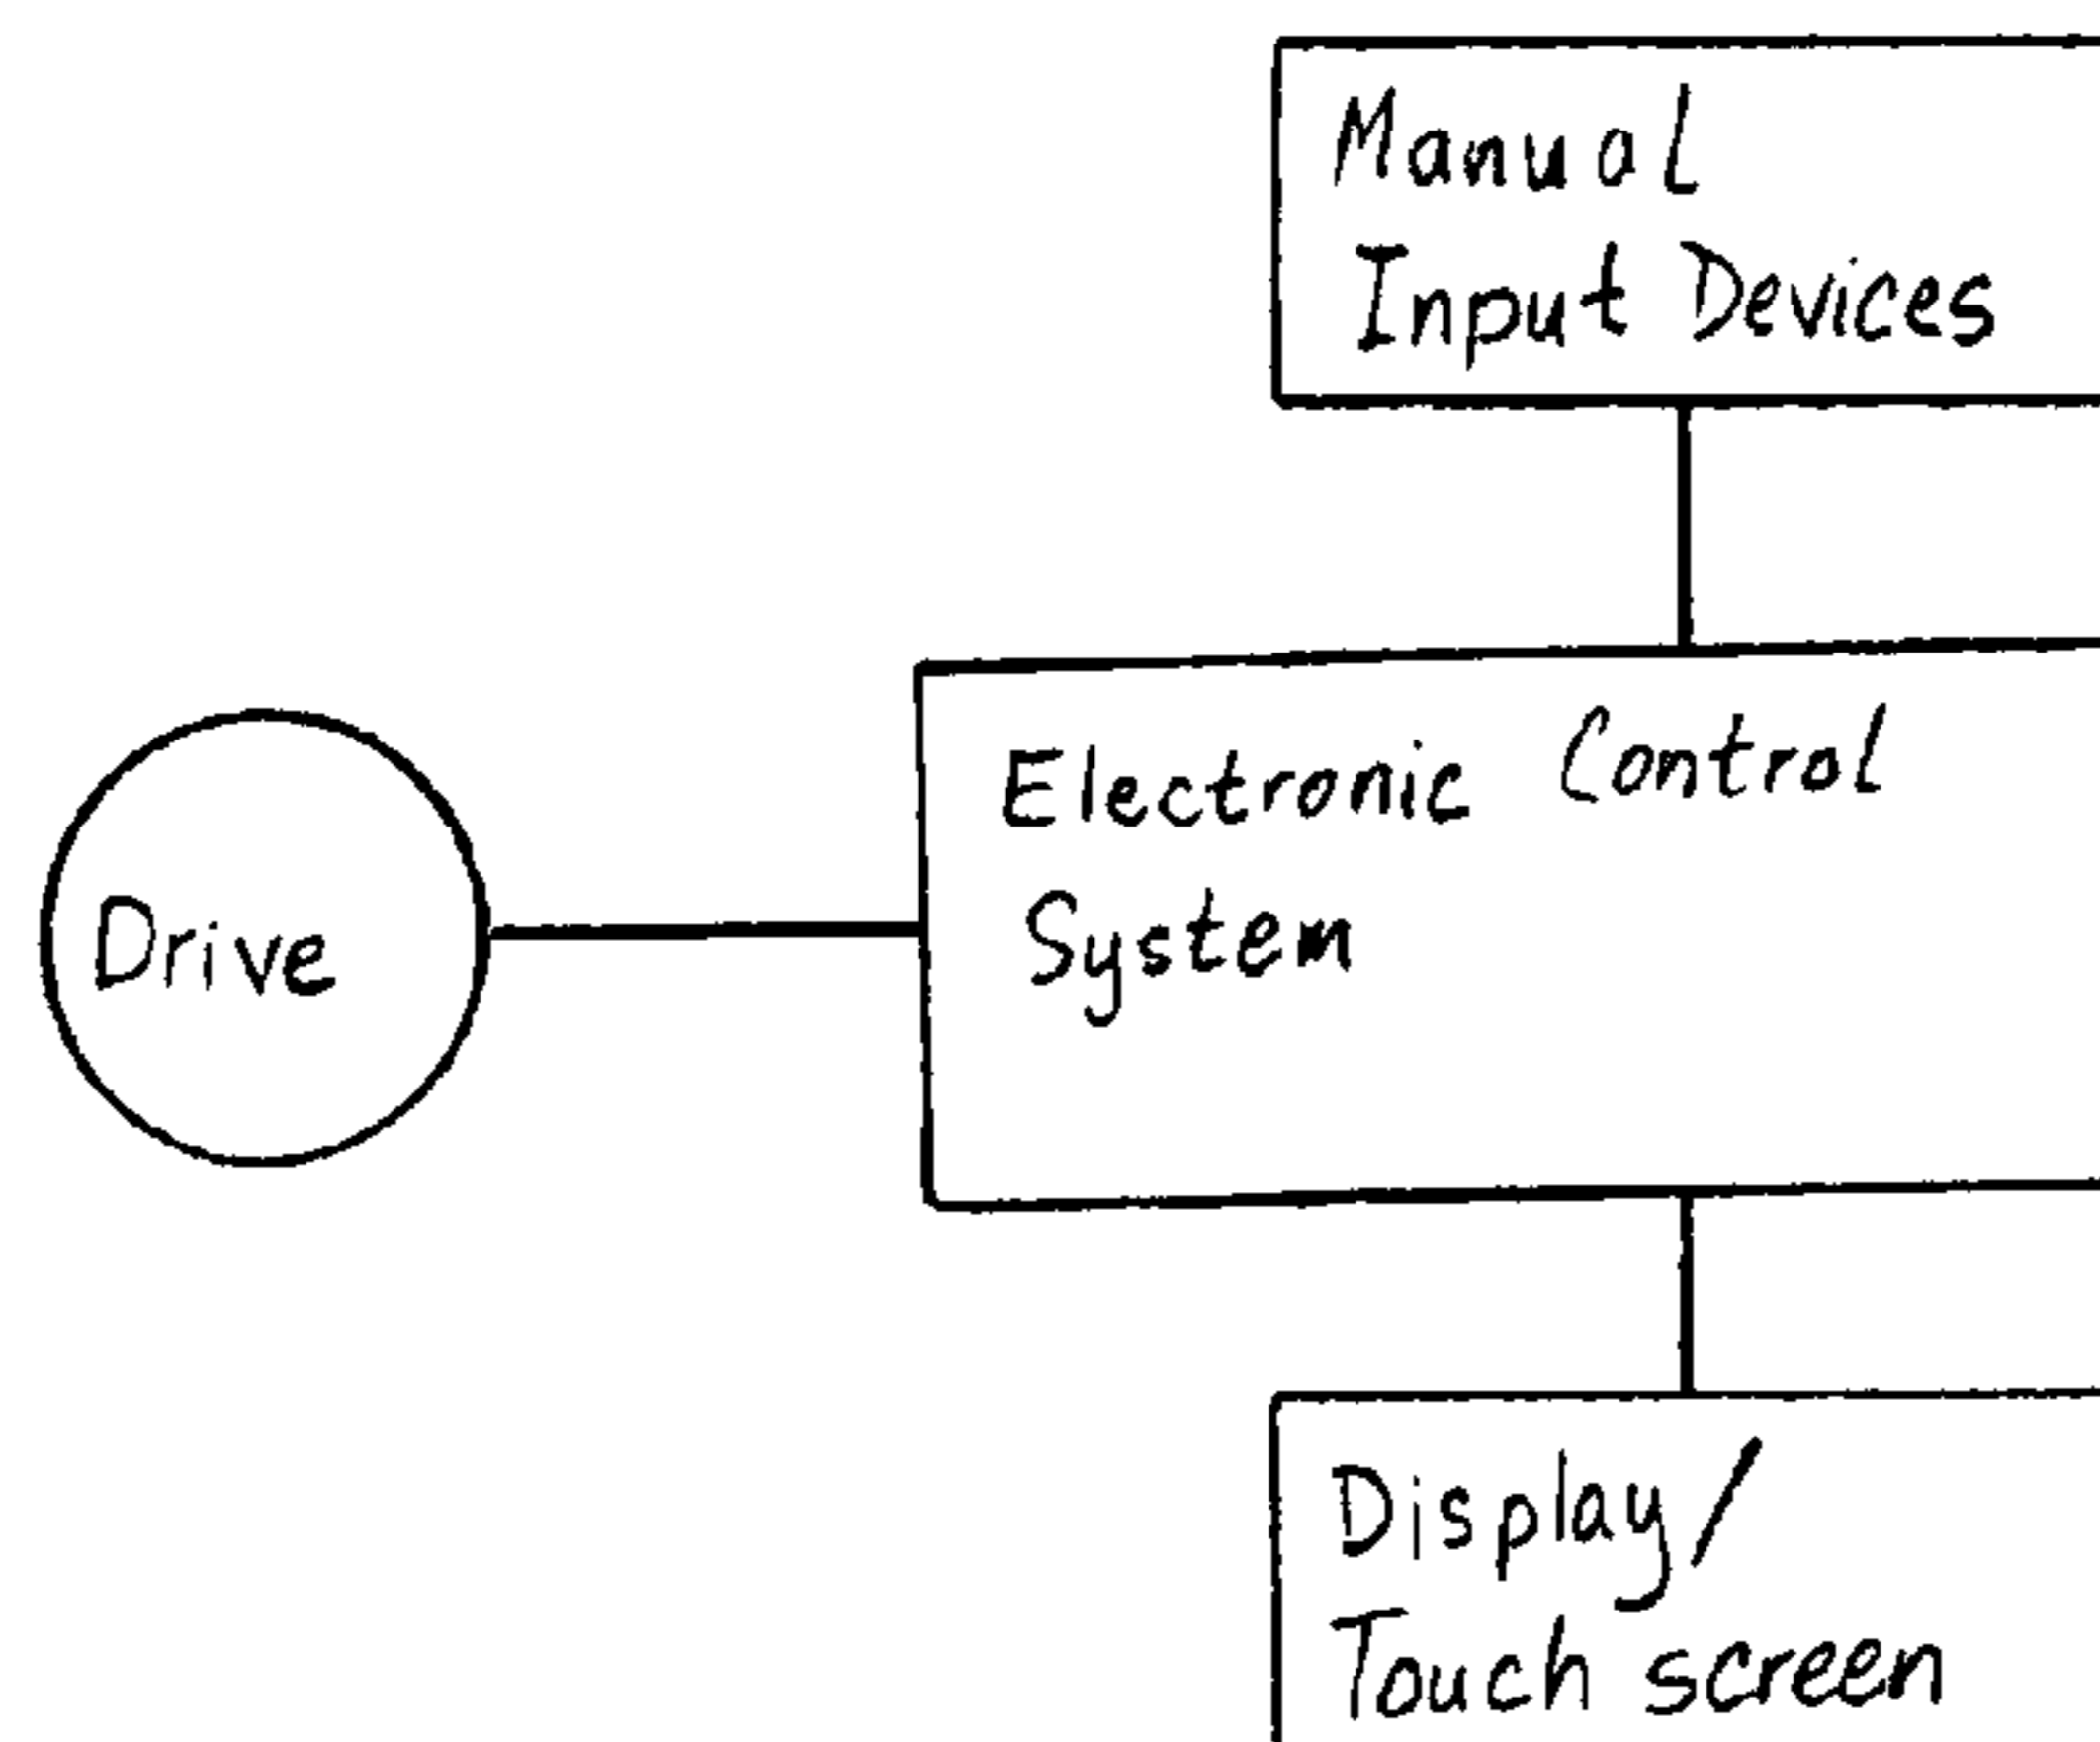 Manual
Input Devices
Electronic Control
System
Drive
Display/
Touch screen